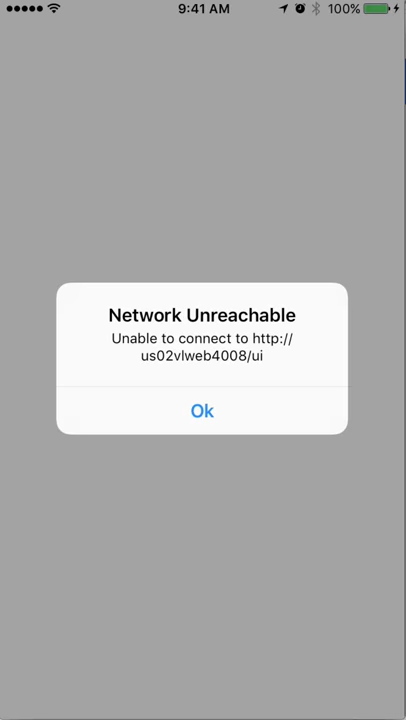 9:41 AM 100%
Network Unreachable
Unable to connect to http://
us02vlweb4008/ui
Ok